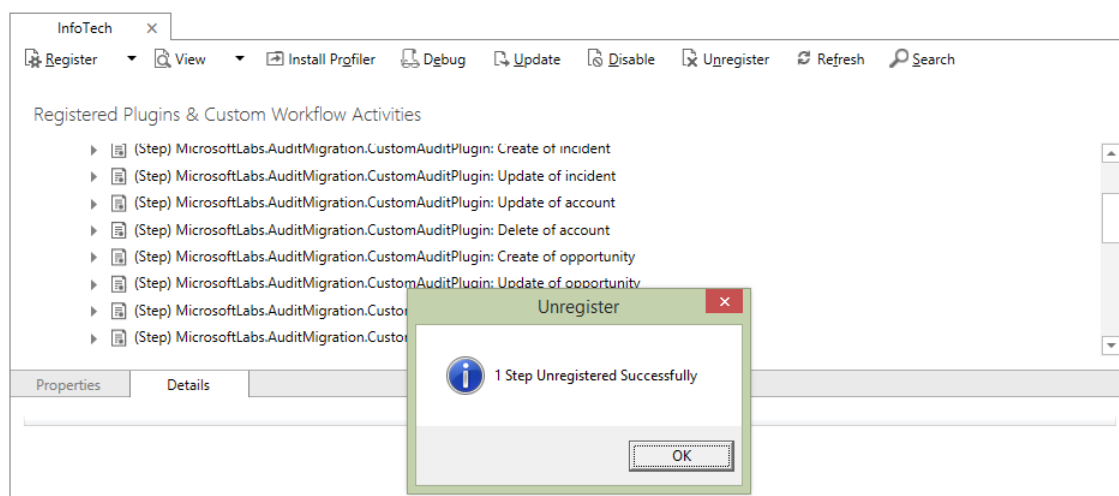 InfoTech
Register View Install Profiler Debug Update Disable Unregister Refresh Search
Registered Plugins & Custom Workflow Activities
(Step) MicrosoftLabs.AuditMigration.CustomAuditPlugin: Create of incident
(Step) MicrosoftLabs.AuditMigration.CustomAuditPlugin: Update of incident
(Step) MicrosoftLabs.AuditMigration.CustomAuditPlugin: Update of account
(Step) MicrosoftLabs.AuditMigration.CustomAuditPlugin: Delete of account
(Step) MicrosoftLabs.AuditMigration.CustomAuditPlugin: Create of opportunity
(Step) MicrosoftLabs.AuditMigration.CustomAuditPlugin: Update of opportunity
(Step) MicrosoftLabs.AuditMigration.Custo
(Step) MicrosoftLabs.AuditMigration.Custo
Unregister
1 Step Unregistered Successfully
OK
Properties Details